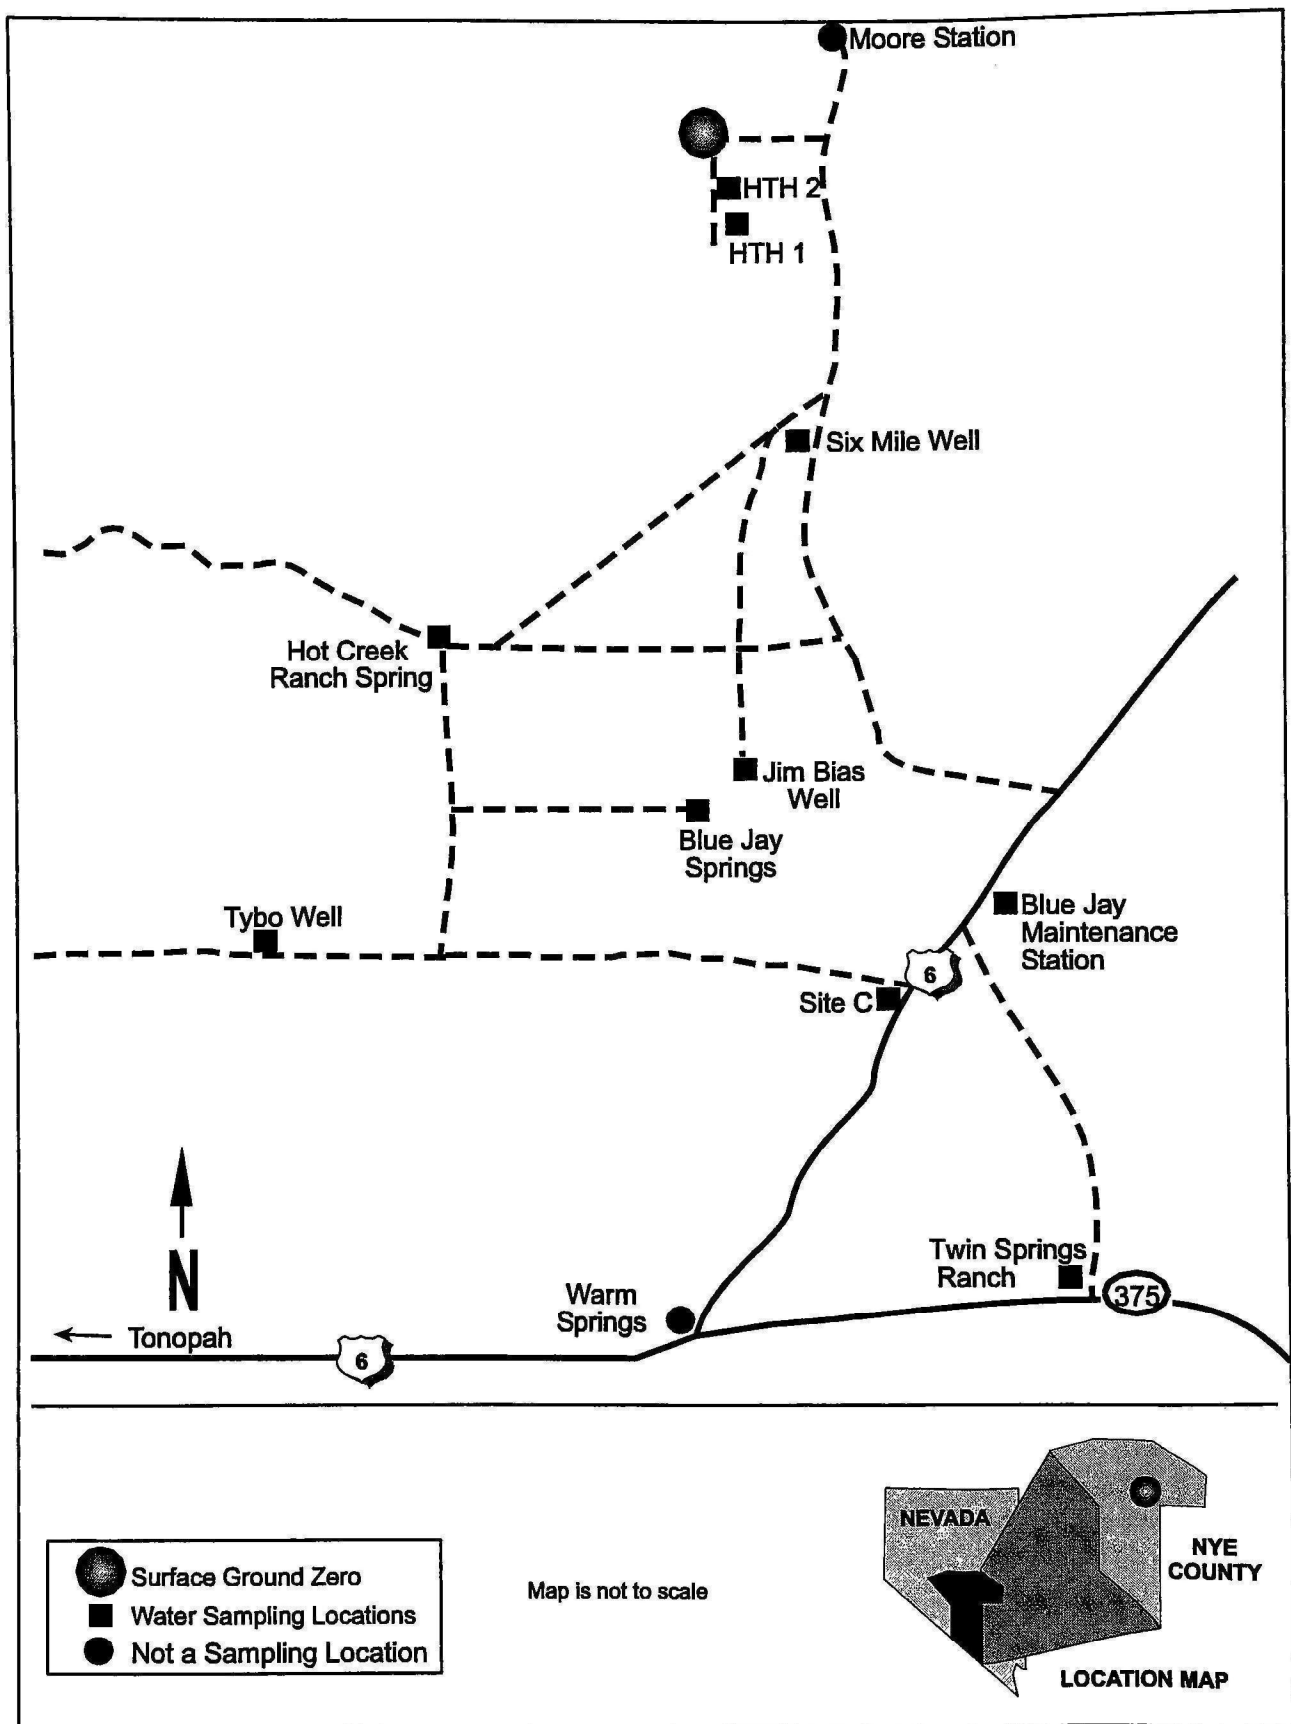 Moore Station
HTH 2
HTH 1
Six Mile Well
Hot Creek
Ranch Spring
Jim Bias
Well
Blue Jay
Springs
Tybo Well
Blue Jay
Maintenance
Station
6
Site C
N
Twin Springs
Ranch
375
Warm
Springs
Tonopah
6
NEVADA
NYE
COUNTY
LOCATION MAP
Surface Ground Zero
Water Sampling Locations
Not a Sampling Location
Map is not to scale